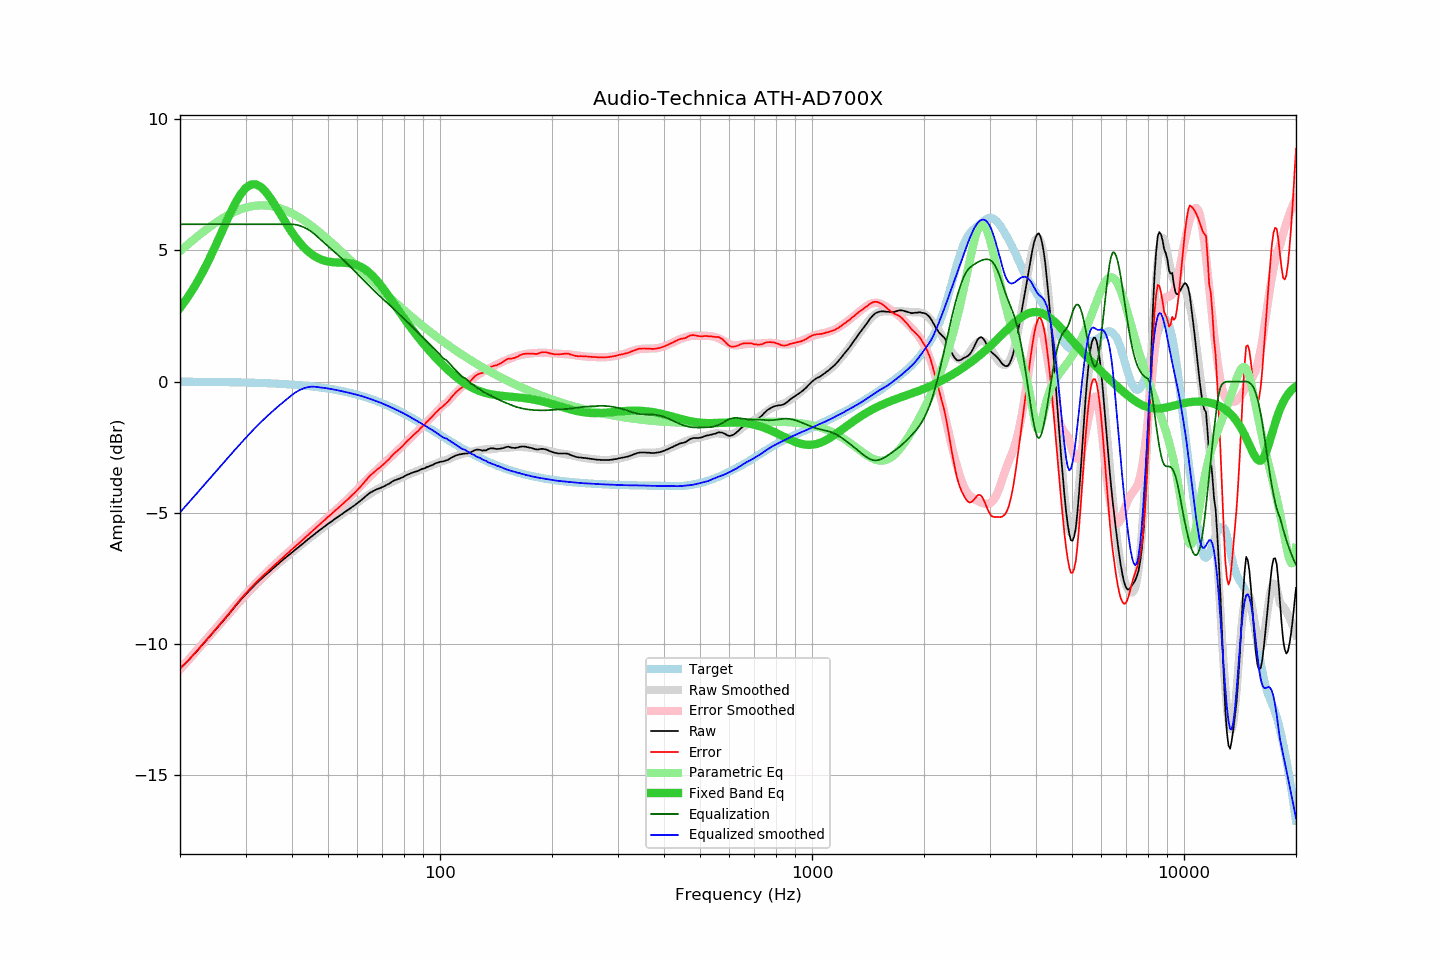 Audio-Technica ATH-AD700X
10
5
0
−5
−10
−15
Amplitude (dBr)
100
1000
10000
Frequency (Hz)
Target
Raw Smoothed
Error Smoothed
Raw
Error
Parametric Eq
Fixed Band Eq
Equalization
Equalized smoothed